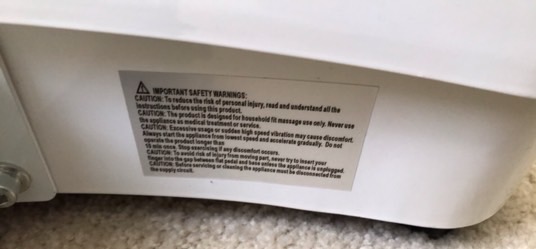 ⚠ IMPORTANT SAFETY WARNINGS:
CAUTION: To reduce the risk of personal injury, read and understand all the
instructions before using this product.
CAUTION: The product is designed for household fit massage use only. Never use
the appliance as medical treatment or service.
CAUTION: Excessive usage or sudden high speed vibration may cause discomfort.
Always start the appliance from lowest speed and accelerate gradually. Do not
operate the product longer than
10 min once. Stop exercising if any discomfort occurs.
CAUTION: To avoid risk of injury from moving part, never try to insert your
finger into the gap between flat pedal and base unless the appliance is unplugged.
CAUTION: Before servicing or cleaning the appliance must be disconnected from
the supply circuit.